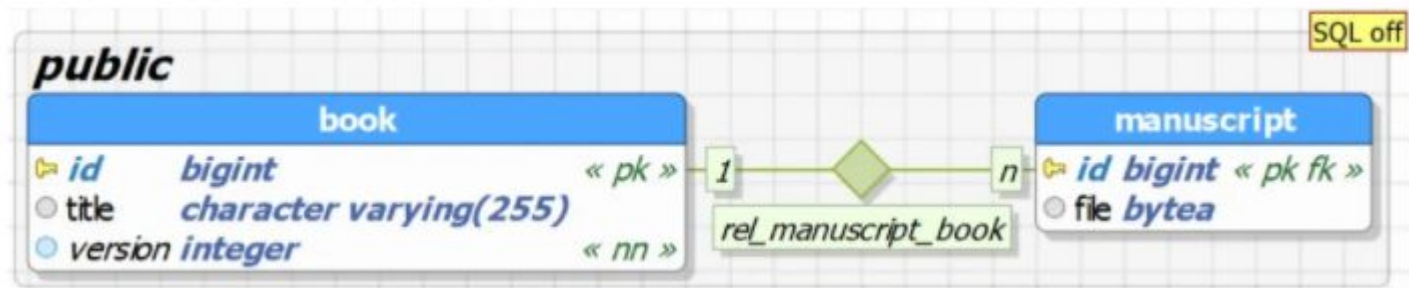 SQL off
public
book
id bigint « pk »
title character varying(255)
version integer « nn »
1
n
rel_manuscript_book
manuscript
id bigint « pk fk »
file bytea